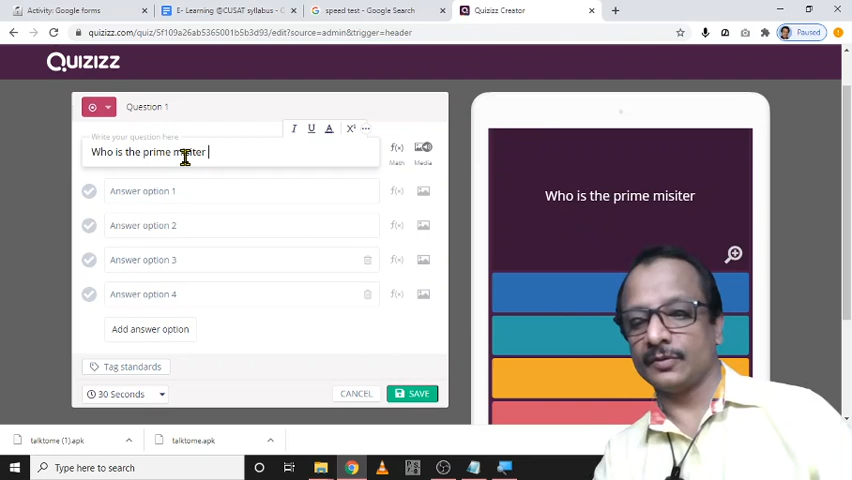 Activity: Google forms
E- Learning @CUSAT syllabus -
speed test - Google Search
Quizizz Creator
quizizz.com/quiz/5f109a26ab5365001b5b3d93/edit?source=admin&trigger=header
Paused
QUIZIZZ
Question 1
Write your question here
Who is the prime misiter
Math
Media
Answer option 1
Answer option 2
Answer option 3
Answer option 4
Add answer option
Tag standards
30 Seconds
CANCEL
SAVE
Who is the prime misiter
talktome (1).apk
talktome.apk
Type here to search